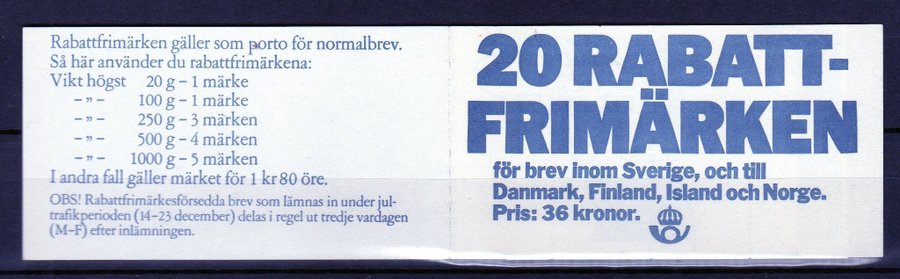 Rabattfrimärken gäller som porto för normalbrev.
Så här använder du rabattfrimärkena:
Vikt högst 20 g – 1 märke
– ” – 100 g – 1 märke
– ” – 250 g – 3 märken
– ” – 500 g – 4 märken
– ” – 1000 g – 5 märken
I andra fall gäller märket för 1 kr 80 öre.
OBS! Rabattfrimärkesförsedda brev som lämnas in under jul-
trafikperioden (14–23 december) delas i regel ut tredje vardagen
(M–F) efter inlämningen.
20 RABATT-
FRIMÄRKEN
för brev inom Sverige, och till
Danmark, Finland, Island och Norge.
Pris: 36 kronor.